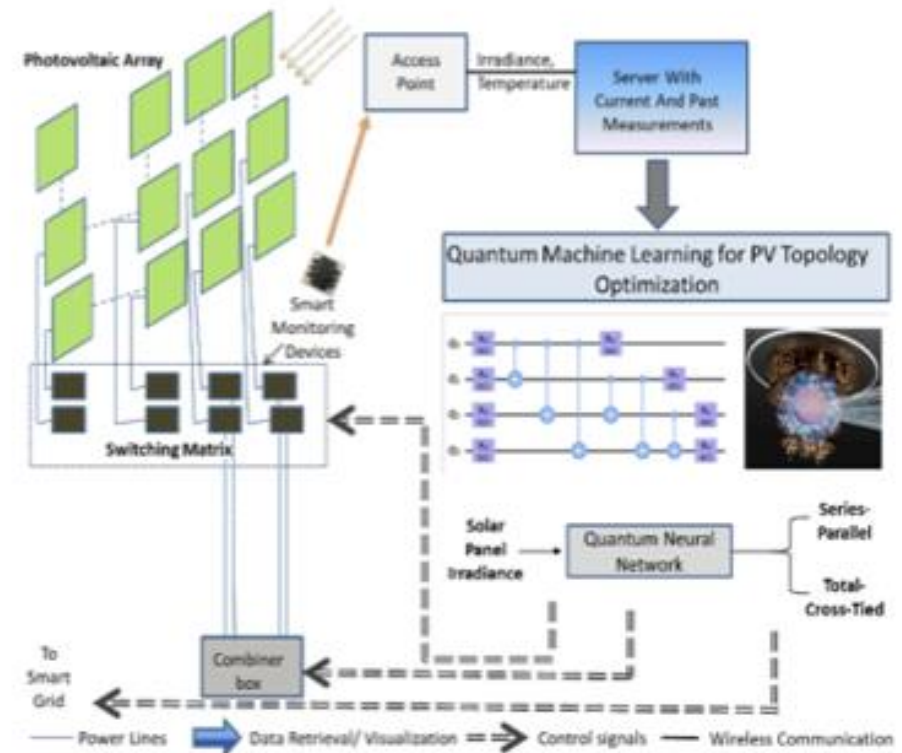 Photovoltaic Array
Access
Point
Irradiance,
Temperature
Server With
Current And Past
Measurements
Quantum Machine Learning for PV Topology
Optimization
Smart
Monitoring
Devices
Switching Matrix
Solar
Panel
Irradiance
Quantum Neural
Network
Series-
Parallel
Total-
Cross-Tied
Combiner
box
To
Smart
Grid
Power Lines
Data Retrieval/ Visualization
Control signals
Wireless Communication